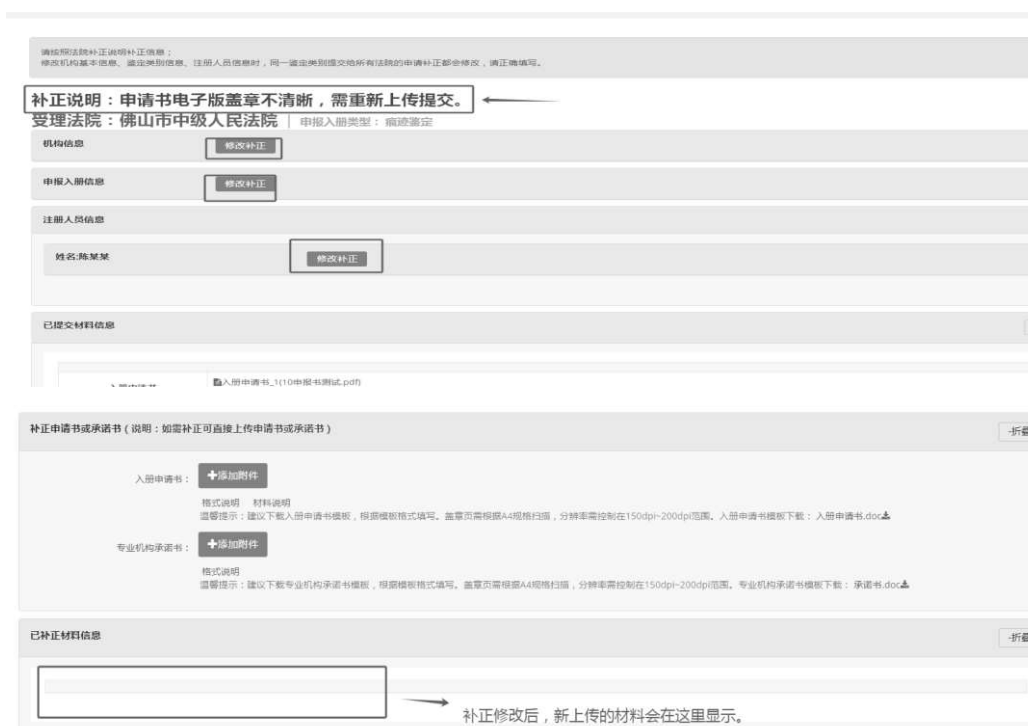 请按照法院补正说明补正信息；
修改机构基本信息、鉴定类别信息、注册人员信息时，同一鉴定类别提交给所有法院的申请补正都会修改，请正确填写。
补正说明：申请书电子版盖章不清晰，需重新上传提交。
受理法院：佛山市中级人民法院 | 申报入册类型： 痕迹鉴定
机构信息 修改补正
申报入册信息 修改补正
注册人员信息
姓名:陈某某 修改补正
已提交材料信息
入册申请书_1(10申报书测试.pdf)
补正申请书或承诺书（说明：如需补正可直接上传申请书或承诺书） -折叠
入册申请书： +添加附件
格式说明 材料说明
温馨提示：建议下载入册申请书模板，根据模板格式填写。盖章页需根据A4规格扫描，分辨率需控制在150dpi~200dpi范围。入册申请书模板下载： 入册申请书.doc
专业机构承诺书： +添加附件
格式说明
温馨提示：建议下载专业机构承诺书模板，根据模板格式填写。盖章页需根据A4规格扫描，分辨率需控制在150dpi~200dpi范围。专业机构承诺书模板下载： 承诺书.doc
已补正材料信息 -折叠
补正修改后，新上传的材料会在这里显示。